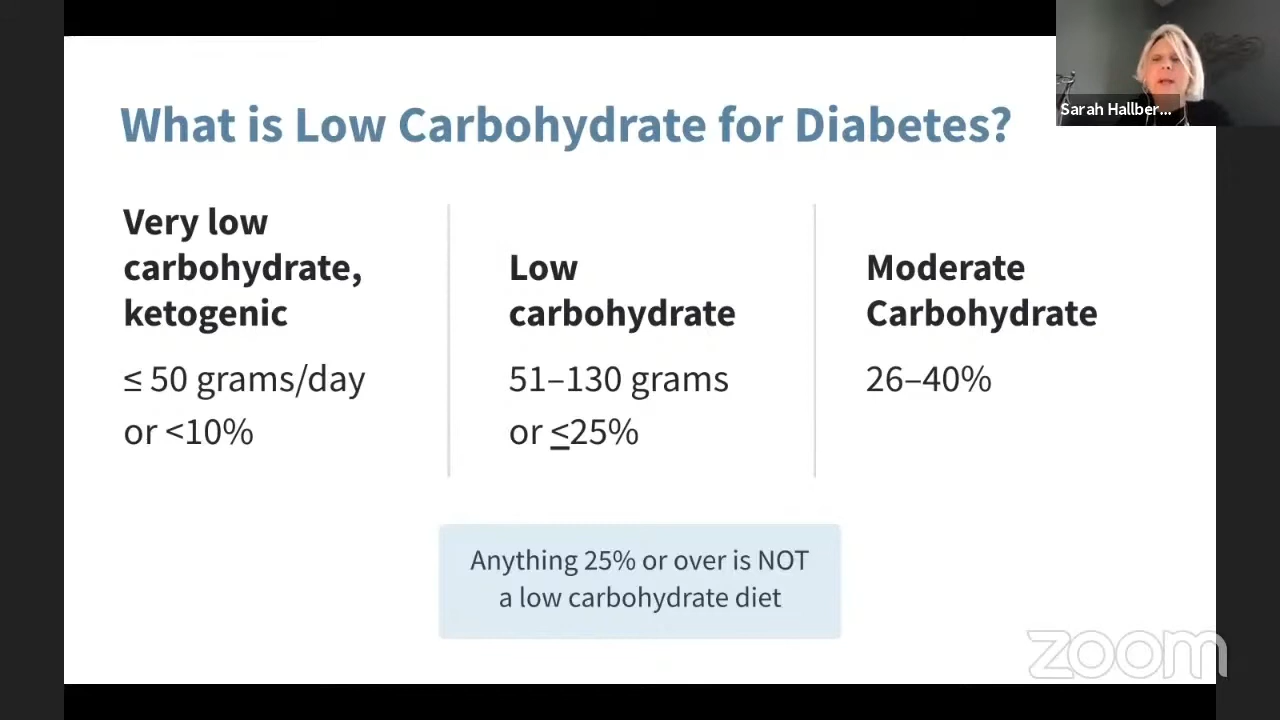 What is Low Carbohydrate for Diabetes?
Sarah Hallber...
Very low
carbohydrate,
ketogenic
≤ 50 grams/day
or <10%
Low
carbohydrate
51–130 grams
or ≤25%
Moderate
Carbohydrate
26–40%
Anything 25% or over is NOT
a low carbohydrate diet
zoom